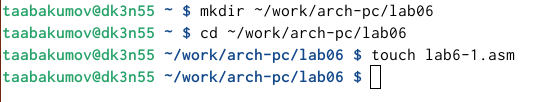 taabakumov@dk3n55 ~ $ mkdir ~/work/arch-pc/lab06
taabakumov@dk3n55 ~ $ cd ~/work/arch-pc/lab06
taabakumov@dk3n55 ~/work/arch-pc/lab06 $ touch lab6-1.asm
taabakumov@dk3n55 ~/work/arch-pc/lab06 $